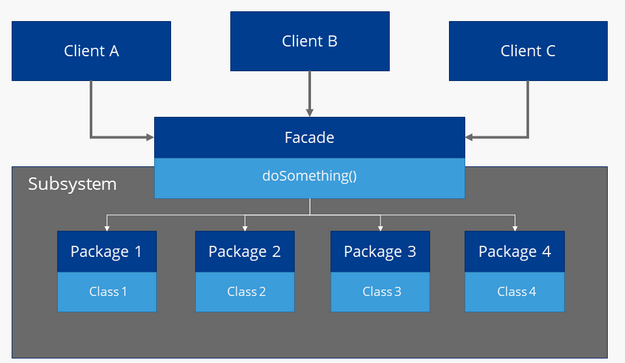 Client A
Client B
Client C
Facade
doSomething()
Subsystem
Package 1
Package 2
Package 3
Package 4
Class 1
Class 2
Class 3
Class 4